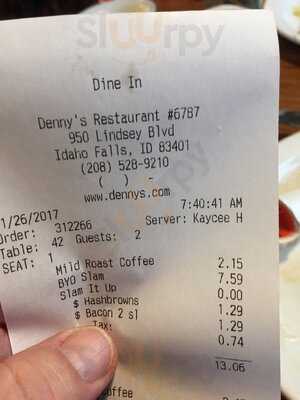 Slurrpy
Dine In
Denny's Restaurant #6787
950 Lindsey Blvd
Idaho Falls, ID 83401
(208) 528-9210
( ) -
www.dennys.com
1/26/2017 7:40:41 AM
Order: 312266 Server: Kaycee H
Table: 42 Guests: 2
SEAT: 1
Mild Roast Coffee 2.15
BYO Slam 7.59
Slam It Up 0.00
$ Hashbrowns 1.29
$ Bacon 2 sl 1.29
Tax: 0.74
13.06